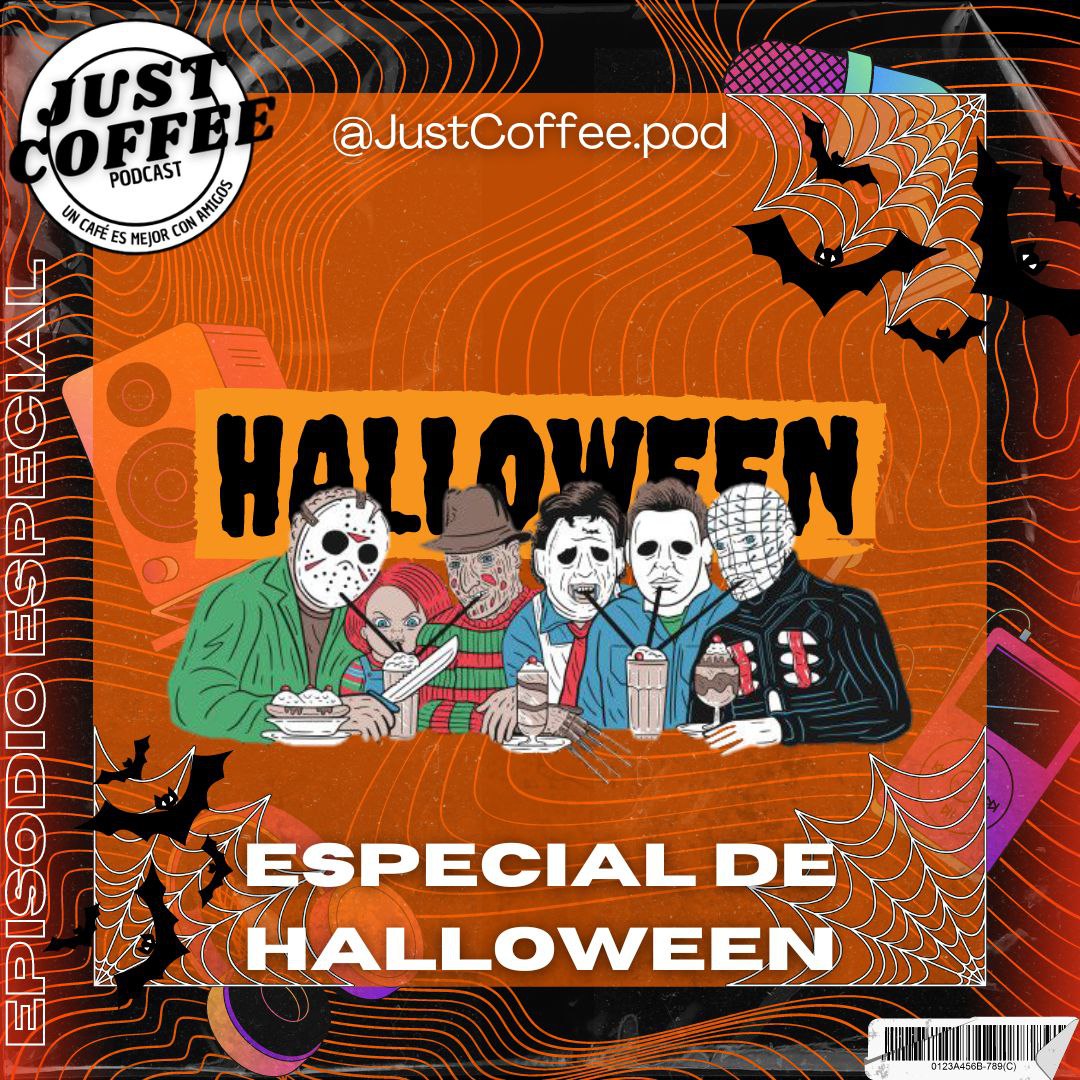 JUST
COFFEE
PODCAST
UN CAFÉ ES MEJOR CON AMIGOS
@JustCoffee.pod
EPISODIO ESPECIAL
HALLOWEEN
ESPECIAL DE
HALLOWEEN
0123A456B-789(C)